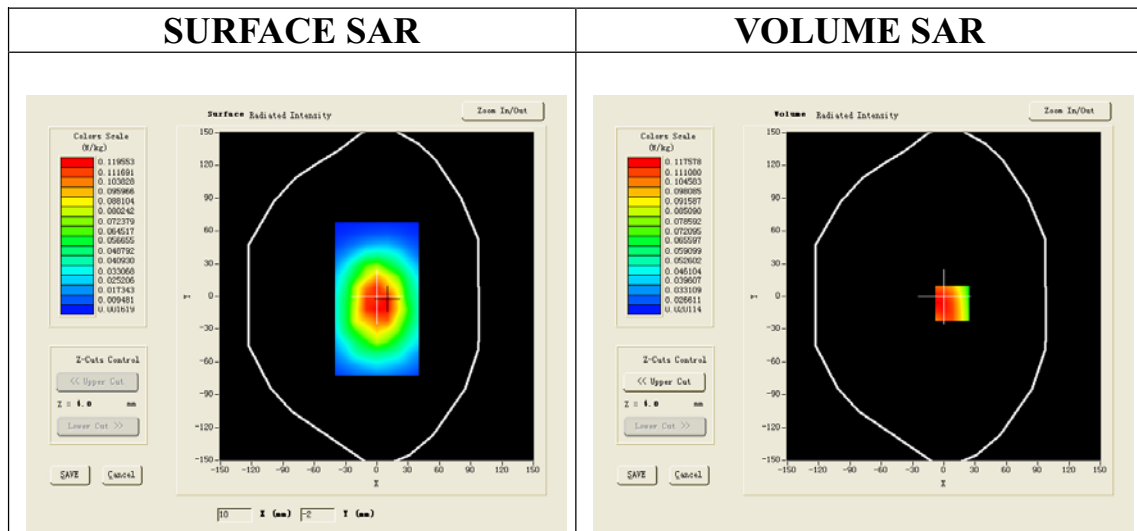 SURFACE SAR
VOLUME SAR
Surface Radiated Intensity
Zoom In/Out
Colors Scale
(W/kg)
0.119553
0.111691
0.103828
0.095966
0.088104
0.080242
0.072379
0.064517
0.056655
0.048792
0.040930
0.033068
0.025206
0.017343
0.009481
0.001619
150
120
90
60
30
0
-30
-60
-90
-120
-150
Y
-150 -120 -90 -60 -30 0 30 60 90 120 150
X
Z-Cuts Control
<< Upper Cut
Z = 4.0 mm
Lower Cut >>
SAVE Cancel
10 X (mm) -2 Y (mm)
Volume Radiated Intensity
Zoom In/Out
Colors Scale
(W/kg)
0.117578
0.111080
0.104583
0.098085
0.091587
0.085090
0.078592
0.072095
0.065597
0.059099
0.052602
0.046104
0.039607
0.033109
0.026611
0.020114
150
120
90
60
30
0
-30
-60
-90
-120
-150
Y
-150 -120 -90 -60 -30 0 30 60 90 120 150
X
Z-Cuts Control
<< Upper Cut
Z = 4.0 mm
Lower Cut >>
SAVE Cancel